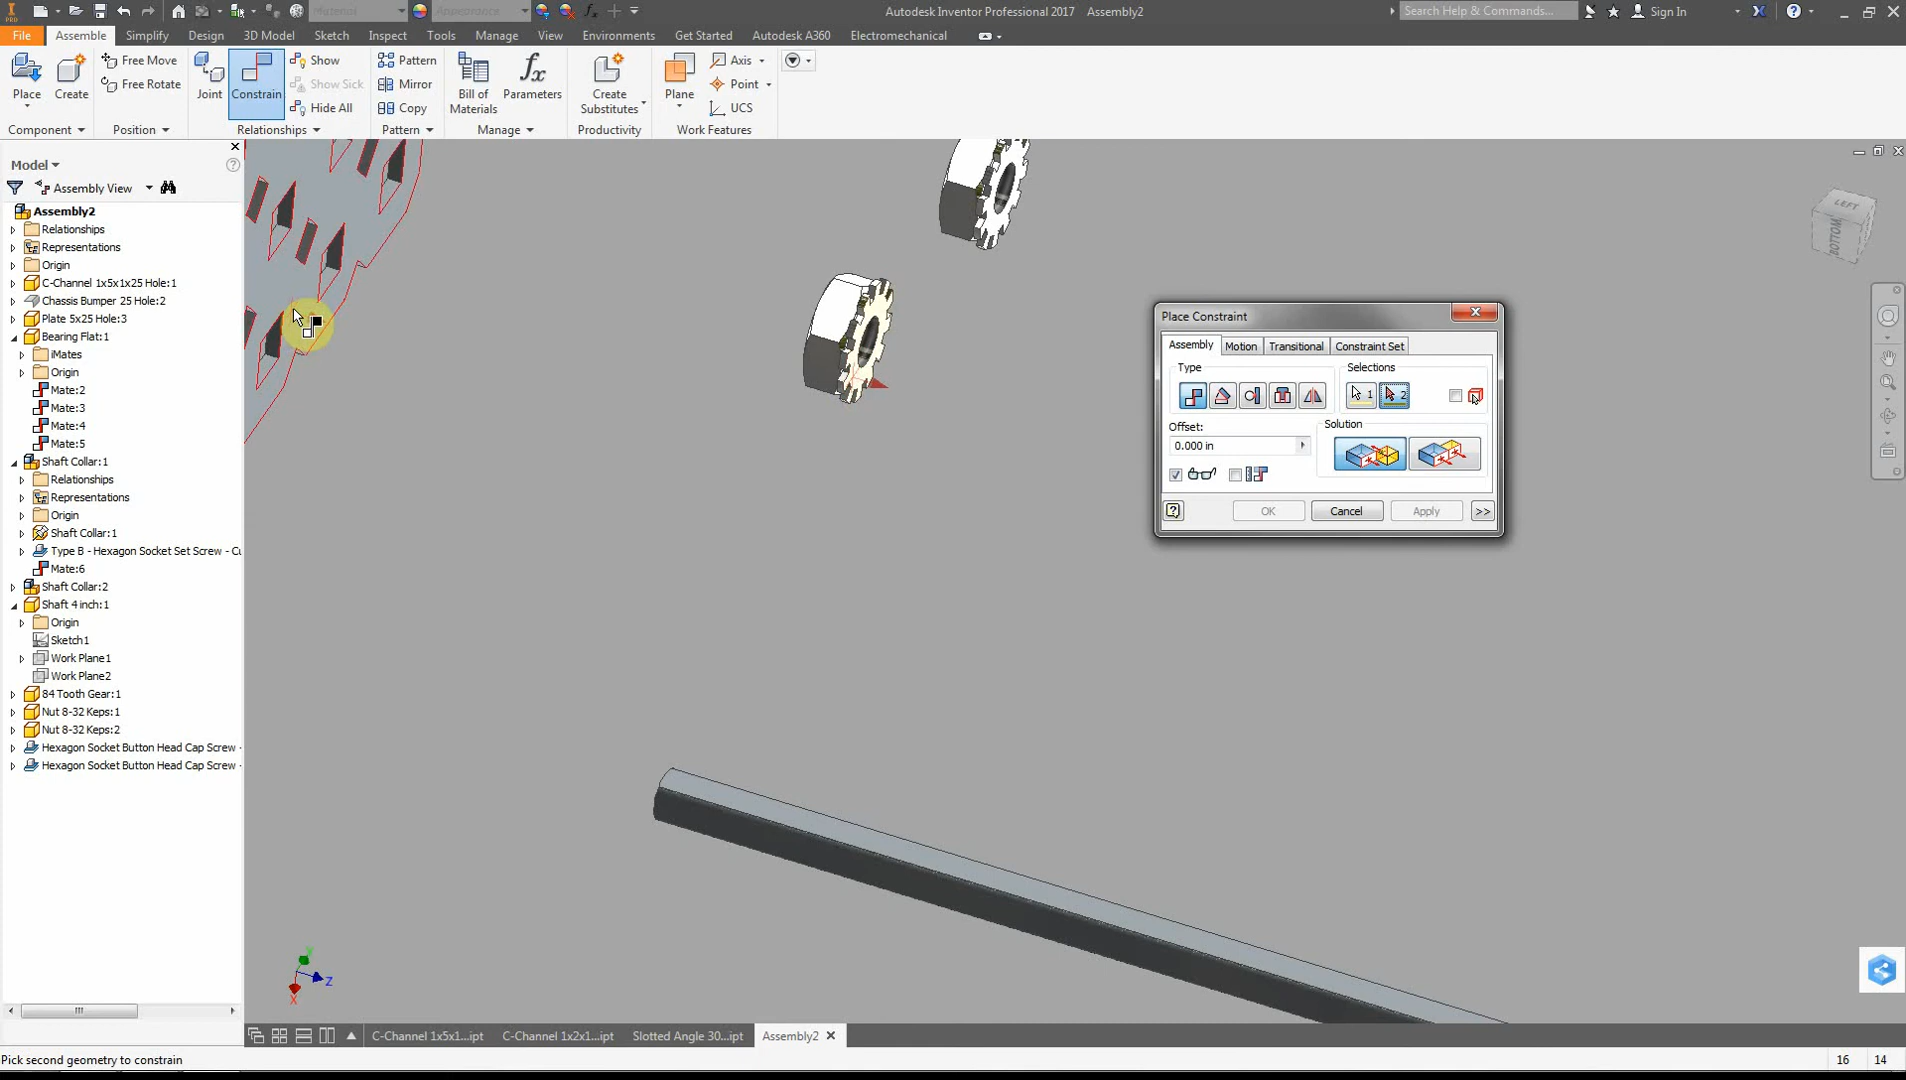 Material
Appearance
Autodesk Inventor Professional 2017 Assembly2
Search Help & Commands...
Sign In
PRO
File Assemble Simplify Design 3D Model Sketch Inspect Tools Manage View Environments Get Started Autodesk A360 Electromechanical
Place
Create
Free Move
Free Rotate
Joint
Constrain
Show
Show Sick
Hide All
Pattern
Mirror
Copy
Bill of
Materials
fx
Parameters
Create
Substitutes
Plane
Axis
Point
UCS
Component Position Relationships Pattern Manage Productivity Work Features
Model
Assembly View
Assembly2
Relationships
Representations
Origin
C-Channel 1x5x1x25 Hole:1
Chassis Bumper 25 Hole:2
Plate 5x25 Hole:3
Bearing Flat:1
iMates
Origin
Mate:2
Mate:3
Mate:4
Mate:5
Shaft Collar:1
Relationships
Representations
Origin
Shaft Collar:1
Type B - Hexagon Socket Set Screw - Cu
Mate:6
Shaft Collar:2
Shaft 4 inch:1
Origin
Sketch1
Work Plane1
Work Plane2
84 Tooth Gear:1
Nut 8-32 Keps:1
Nut 8-32 Keps:2
Hexagon Socket Button Head Cap Screw -
Hexagon Socket Button Head Cap Screw -
LEFT
BOTTOM
Place Constraint
Assembly Motion Transitional Constraint Set
Type
Selections
1
2
Offset:
0.000 in
Solution
OK Cancel Apply >>
Y
Z
X
C-Channel 1x5x1...ipt C-Channel 1x2x1...ipt Slotted Angle 30...ipt Assembly2
Pick second geometry to constrain
16 14